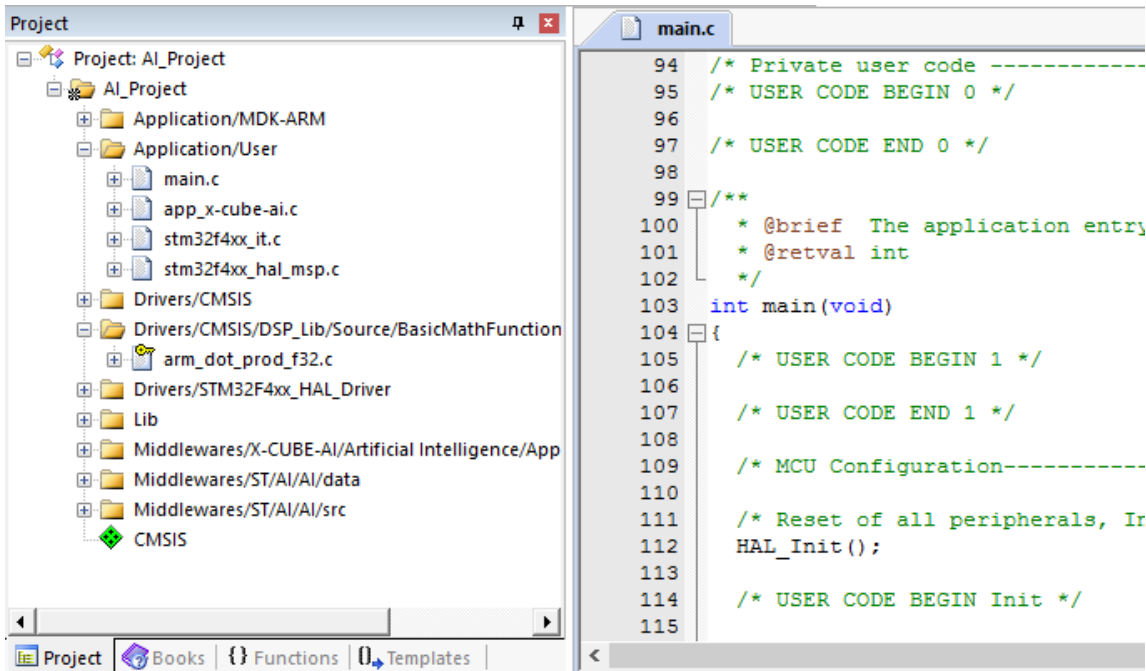 Project
Project: AI_Project
AI_Project
Application/MDK-ARM
Application/User
main.c
app_x-cube-ai.c
stm32f4xx_it.c
stm32f4xx_hal_msp.c
Drivers/CMSIS
Drivers/CMSIS/DSP_Lib/Source/BasicMathFunction
arm_dot_prod_f32.c
Drivers/STM32F4xx_HAL_Driver
Lib
Middlewares/X-CUBE-AI/Artificial Intelligence/App
Middlewares/ST/AI/AI/data
Middlewares/ST/AI/AI/src
CMSIS
Project Books {} Functions 0 Templates
main.c
94 /* Private user code ------------
95 /* USER CODE BEGIN 0 */
96
97 /* USER CODE END 0 */
98
99 /**
100 * @brief The application entry
101 * @retval int
102 */
103 int main(void)
104 {
105 /* USER CODE BEGIN 1 */
106
107 /* USER CODE END 1 */
108
109 /* MCU Configuration-----------
110
111 /* Reset of all peripherals, In
112 HAL_Init();
113
114 /* USER CODE BEGIN Init */
115